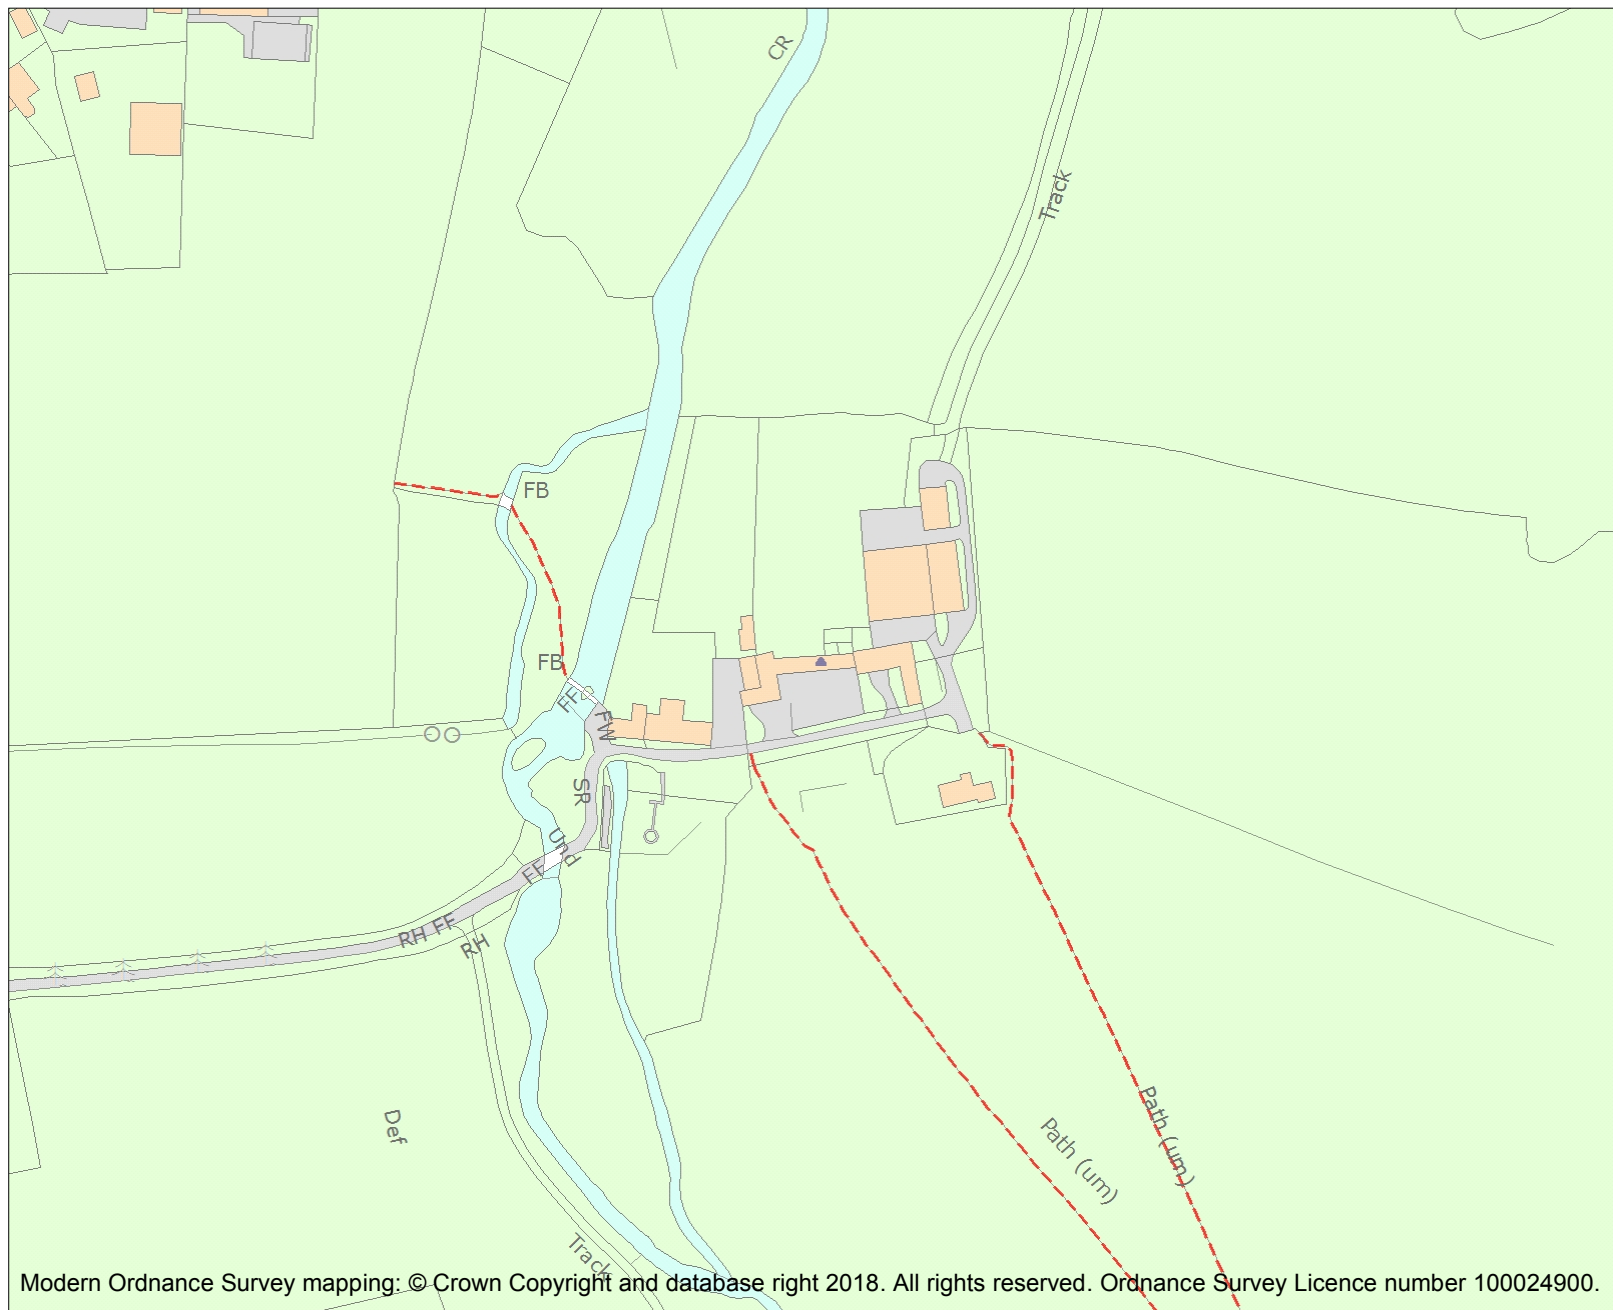 CR
Track
FB
FB
FF
FW
SR
Und
FF
RH FF
RH
Def
Path (um)
Path (um)
Track
Modern Ordnance Survey mapping: © Crown Copyright and database right 2018. All rights reserved. Ordnance Survey Licence number 100024900.